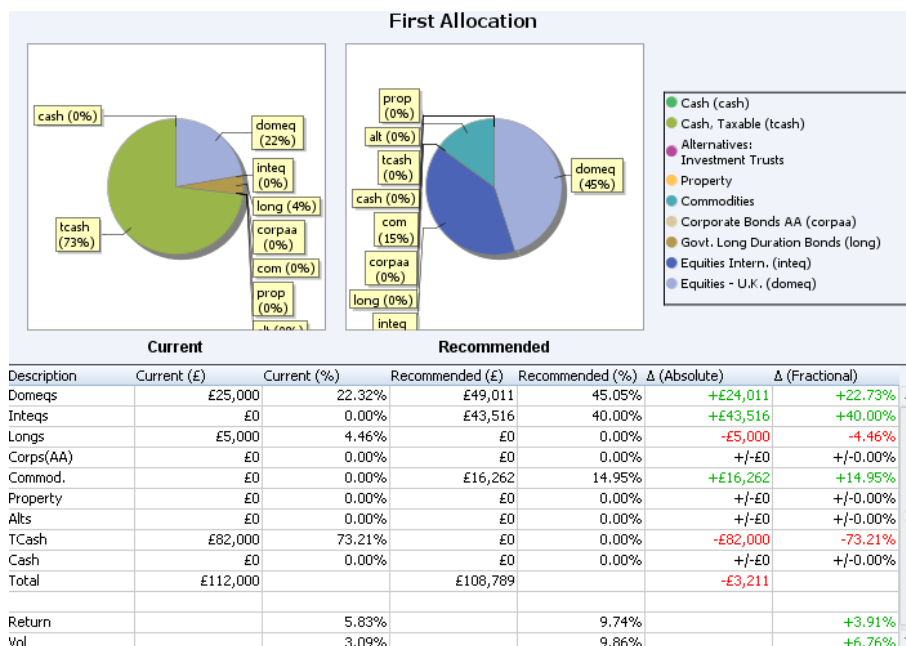 First Allocation
cash (0%)
domeq
(22%)
inteq
(0%)
long (4%)
corpaa
(0%)
com (0%)
prop
(0%)
alt (0%)
tcash
(73%)
prop
(0%)
alt (0%)
tcash
(0%)
cash (0%)
com
(15%)
corpaa
(0%)
long (0%)
inteq
domeq
(45%)
Cash (cash)
Cash, Taxable (tcash)
Alternatives:
Investment Trusts
Property
Commodities
Corporate Bonds AA (corpaa)
Govt. Long Duration Bonds (long)
Equities Intern. (inteq)
Equities - U.K. (domeq)
Current Recommended
Description Current (£) Current (%) Recommended (£) Recommended (%) Δ (Absolute) Δ (Fractional)
Domeqs £25,000 22.32% £49,011 45.05% +£24,011 +22.73%
Inteqs £0 0.00% £43,516 40.00% +£43,516 +40.00%
Longs £5,000 4.46% £0 0.00% -£5,000 -4.46%
Corps(AA) £0 0.00% £0 0.00% +/-£0 +/-0.00%
Commod. £0 0.00% £16,262 14.95% +£16,262 +14.95%
Property £0 0.00% £0 0.00% +/-£0 +/-0.00%
Alts £0 0.00% £0 0.00% +/-£0 +/-0.00%
TCash £82,000 73.21% £0 0.00% -£82,000 -73.21%
Cash £0 0.00% £0 0.00% +/-£0 +/-0.00%
Total £112,000 £108,789 -£3,211
Return 5.83% 9.74% +3.91%
Vol 3.09% 9.86% +6.76%